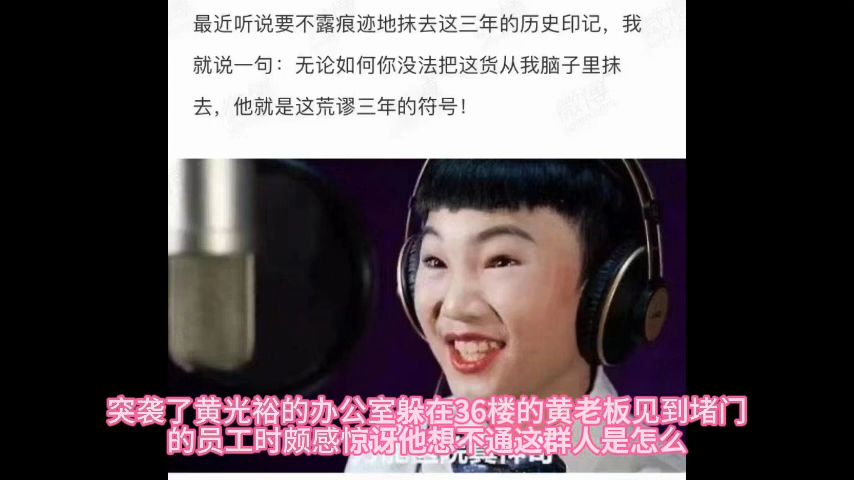 最近听说要不露痕迹地抹去这三年的历史印记，我
就说一句：无论如何你没法把这货从我脑子里抹
去，他就是这荒谬三年的符号！
突袭了黄光裕的办公室躲在36楼的黄老板见到堵门
的员工时颇感惊讶他想不通这群人是怎么